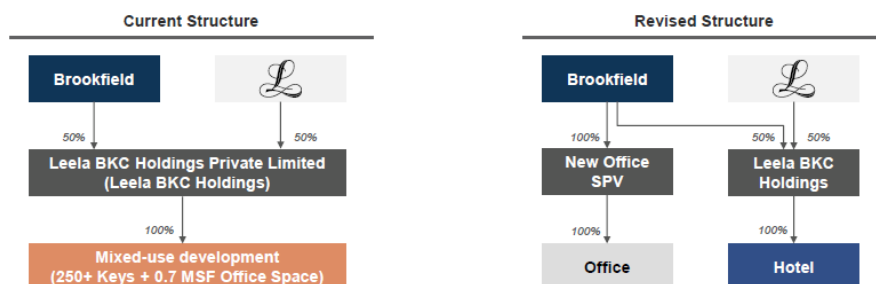 Current Structure
Brookfield
L
50%
50%
Leela BKC Holdings Private Limited
(Leela BKC Holdings)
100%
Mixed-use development
(250+ Keys + 0.7 MSF Office Space)
Revised Structure
Brookfield
L
100%
50%
50%
New Office
SPV
Leela BKC
Holdings
100%
100%
Office
Hotel